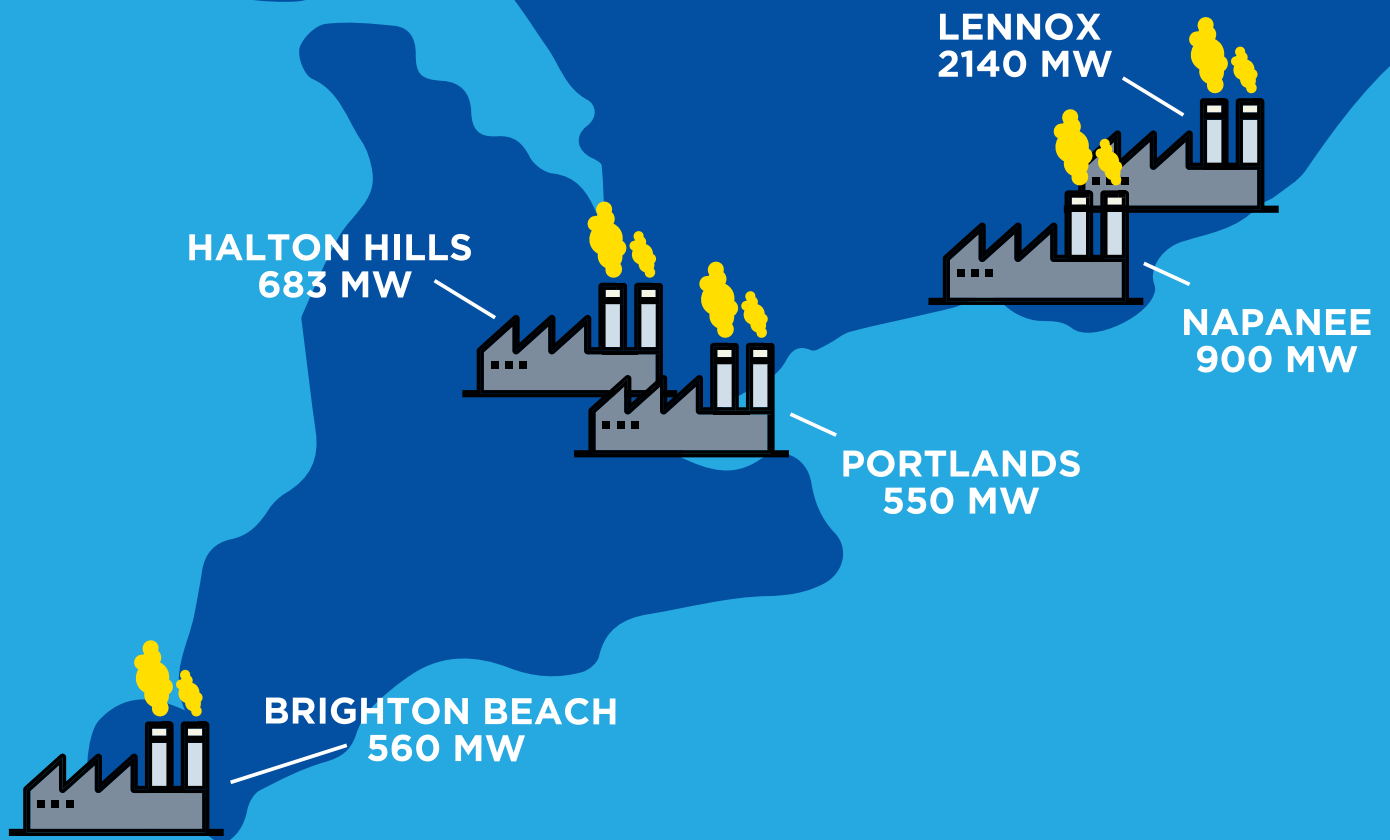 LENNOX
2140 MW
HALTON HILLS
683 MW
NAPANEE
900 MW
PORTLANDS
550 MW
BRIGHTON BEACH
560 MW